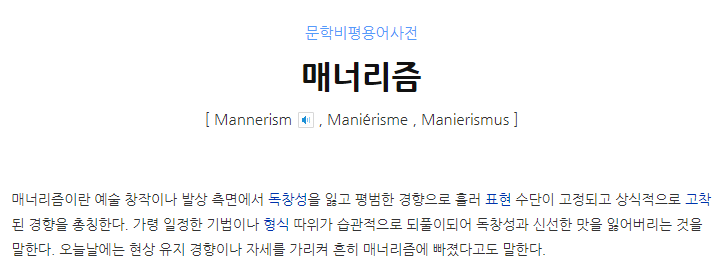 문학비평용어사전
매너리즘
[ Mannerism , Maniérisme , Manierismus ]
매너리즘이란 예술 창작이나 발상 측면에서 독창성을 잃고 평범한 경향으로 흘러 표현 수단이 고정되고 상식적으로 고착
된 경향을 총칭한다. 가령 일정한 기법이나 형식 따위가 습관적으로 되풀이되어 독창성과 신선한 맛을 잃어버리는 것을
말한다. 오늘날에는 현상 유지 경향이나 자세를 가리켜 흔히 매너리즘에 빠졌다고도 말한다.